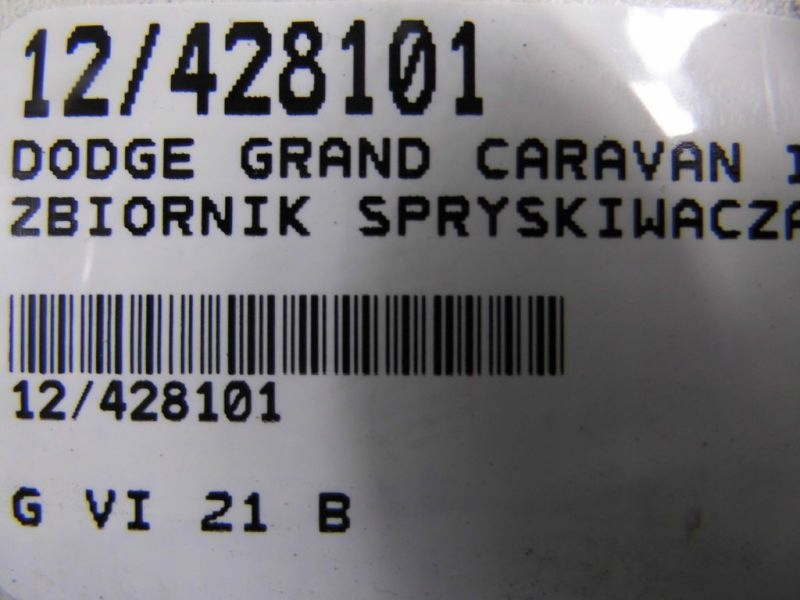 12/428101
DODGE GRAND CARAVAN I
ZBIORNIK SPRYSKIWACZA
12/428101
G VI 21 B